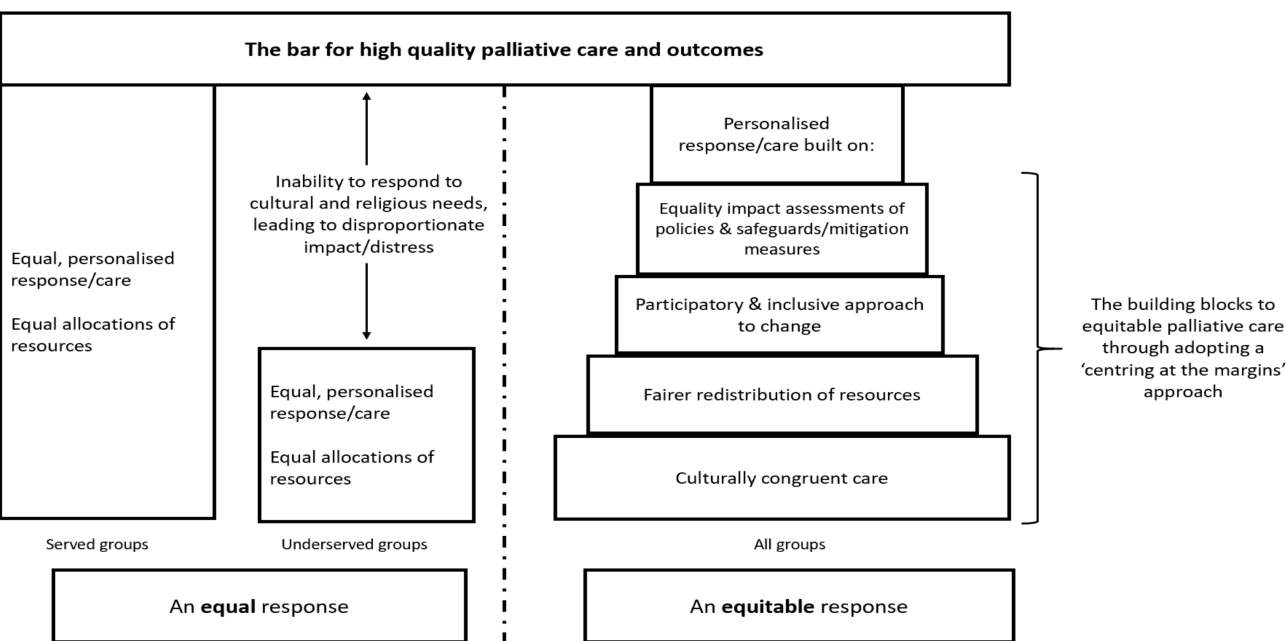 The bar for high quality palliative care and outcomes
Equal, personalised
response/care
Equal allocations of
resources
Served groups
Inability to respond to
cultural and religious needs,
leading to disproportionate
impact/distress
Equal, personalised
response/care
Equal allocations of
resources
Underserved groups
An equal response
Personalised
response/care built on:
Equality impact assessments of
policies & safeguards/mitigation
measures
Participatory & inclusive approach
to change
Fairer redistribution of resources
Culturally congruent care
All groups
An equitable response
The building blocks to
equitable palliative care
through adopting a
‘centring at the margins’
approach